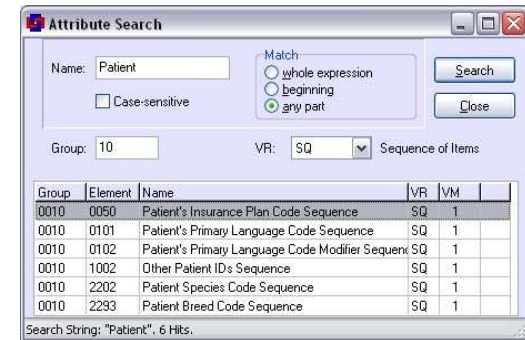 Attribute Search
Name: Patient
Case-sensitive
Match
whole expression
beginning
any part
Search
Close
Group: 10 VR: SQ Sequence of Items
Group Element Name VR VM
0010 0050 Patient's Insurance Plan Code Sequence SQ 1
0010 0101 Patient's Primary Language Code Sequence SQ 1
0010 0102 Patient's Primary Language Code Modifier Sequenc SQ 1
0010 1002 Other Patient IDs Sequence SQ 1
0010 2202 Patient Species Code Sequence SQ 1
0010 2293 Patient Breed Code Sequence SQ 1
Search String: "Patient". 6 Hits.